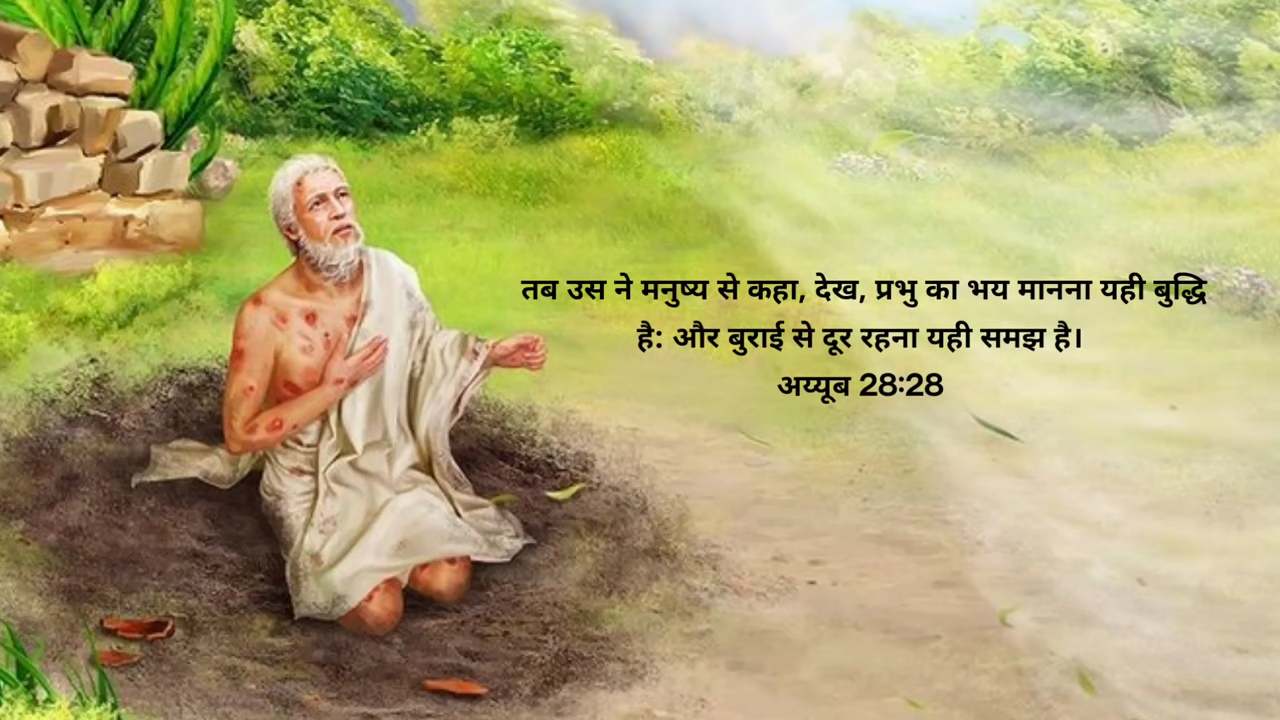 तब उस ने मनुष्य से कहा, देख, प्रभु का भय मानना यही बुद्धि
है: और बुराई से दूर रहना यही समझ है।
अय्यूब 28:28